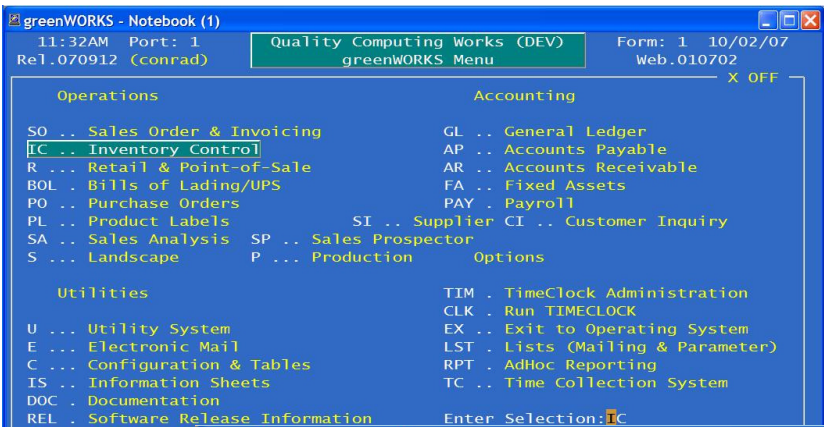 greenWORKS - Notebook (1)
11:32AM Port: 1 Quality Computing Works (DEV) Form: 1 10/02/07
Rel.070912 (conrad) greenWORKS Menu Web.010702
X OFF
Operations Accounting
SO .. Sales Order & Invoicing GL .. General Ledger
IC .. Inventory Control AP .. Accounts Payable
R ... Retail & Point-of-Sale AR .. Accounts Receivable
BOL . Bills of Lading/UPS FA .. Fixed Assets
PO .. Purchase Orders PAY . Payroll
PL .. Product Labels SI .. Supplier CI .. Customer Inquiry
SA .. Sales Analysis SP .. Sales Prospector
S ... Landscape P ... Production Options
Utilities TIM . TimeClock Administration
CLK . Run TIMECLOCK
U ... Utility System EX .. Exit to Operating System
E ... Electronic Mail LST . Lists (Mailing & Parameter)
C ... Configuration & Tables RPT . AdHoc Reporting
IS .. Information Sheets TC .. Time Collection System
DOC . Documentation
REL . Software Release Information Enter Selection:IC